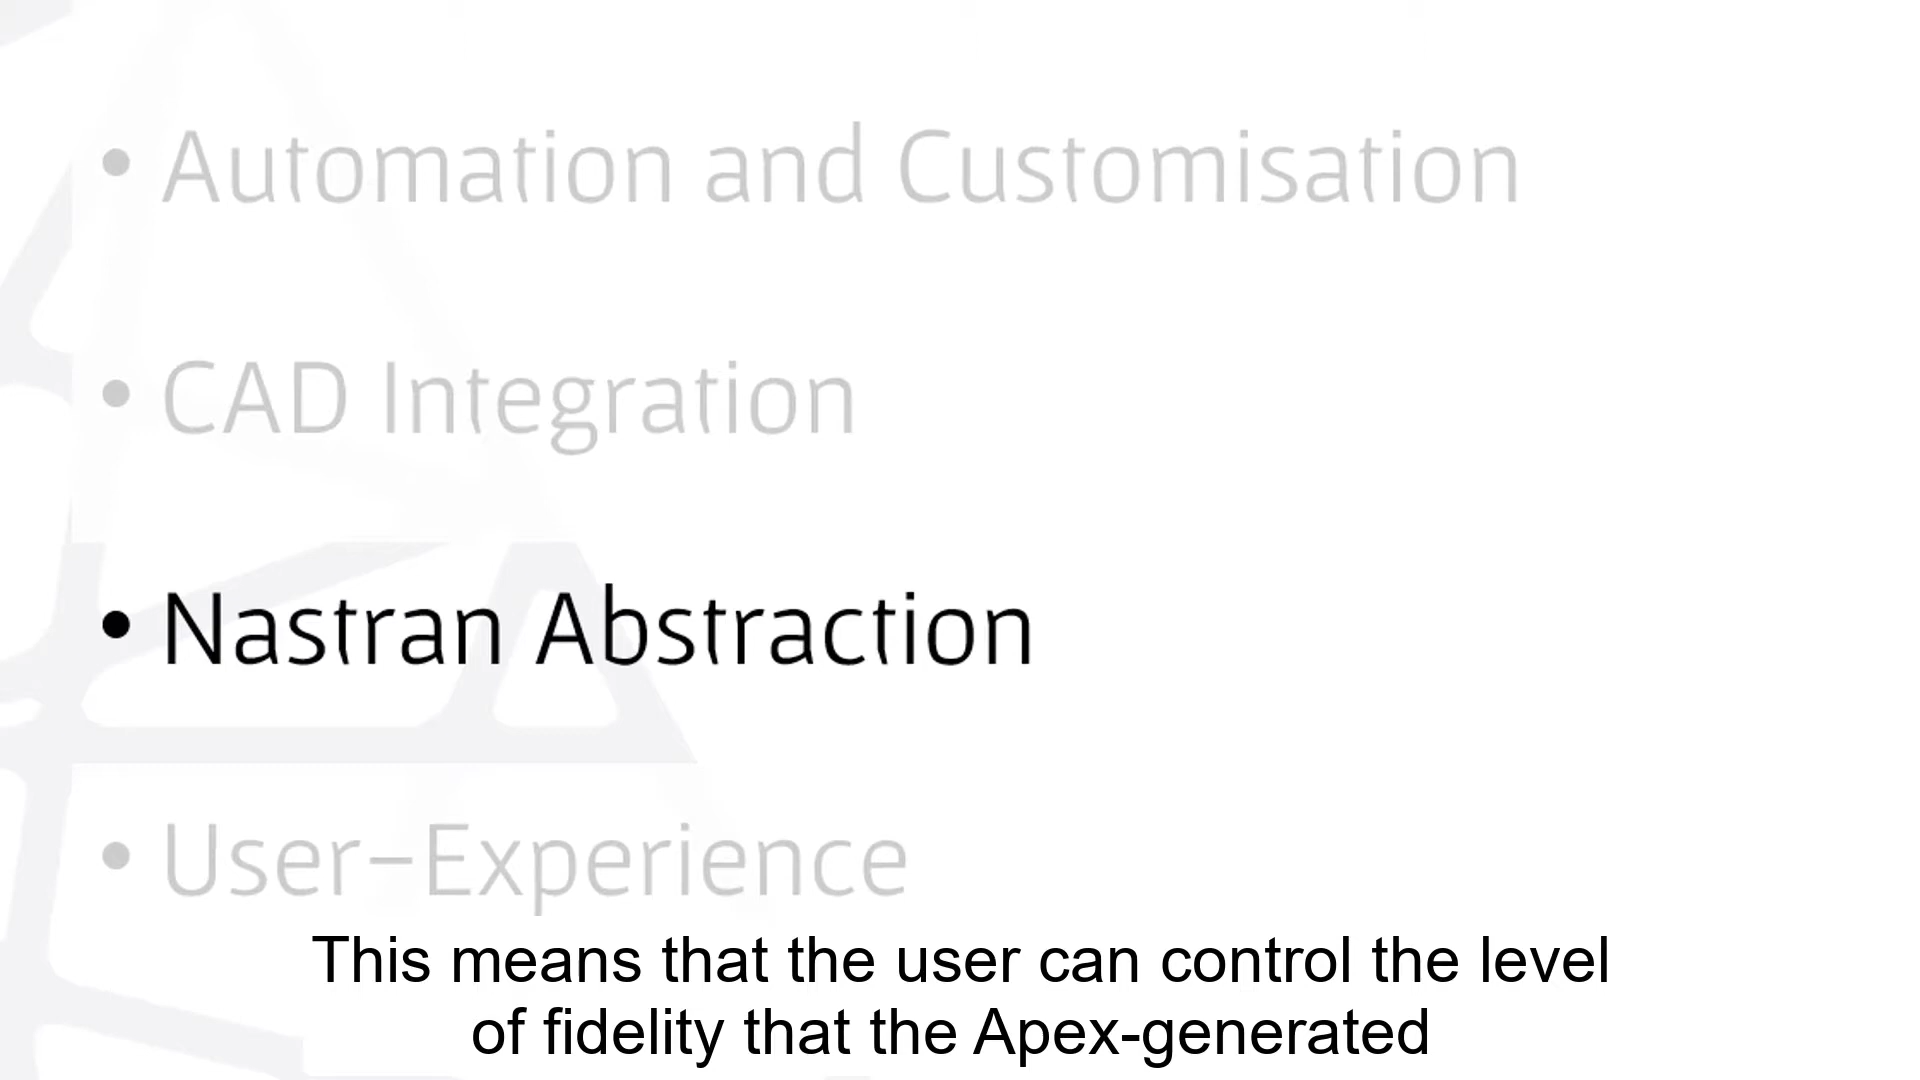 • Automation and Customisation
• CAD Integration
• Nastran Abstraction
• User-Experience
This means that the user can control the level
of fidelity that the Apex-generated